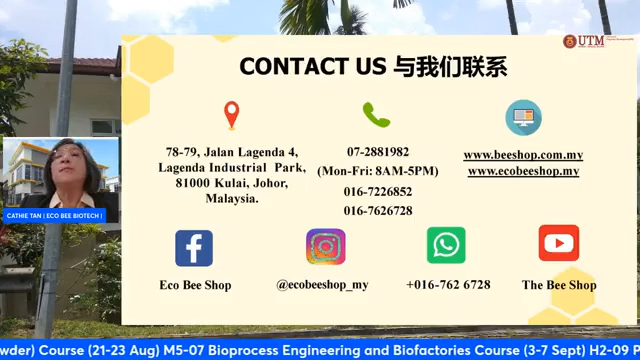 UTM
CONTACT US 与我们联系
78-79, Jalan Lagenda 4,
Lagenda Industrial Park,
81000 Kulai, Johor,
Malaysia.
07-2881982
(Mon-Fri: 8AM-5PM)
016-7226852
016-7626728
www.beeshop.com.my
www.ecobeeshop.my
CATHIE TAN | ECO BEE BIOTECH |
Eco Bee Shop
@ecobeeshop_my
+016-762 6728
The Bee Shop
wder) Course (21-23 Aug) M5-07 Bioprocess Engineering and Biofactories Course (3-7 Sept) H2-09